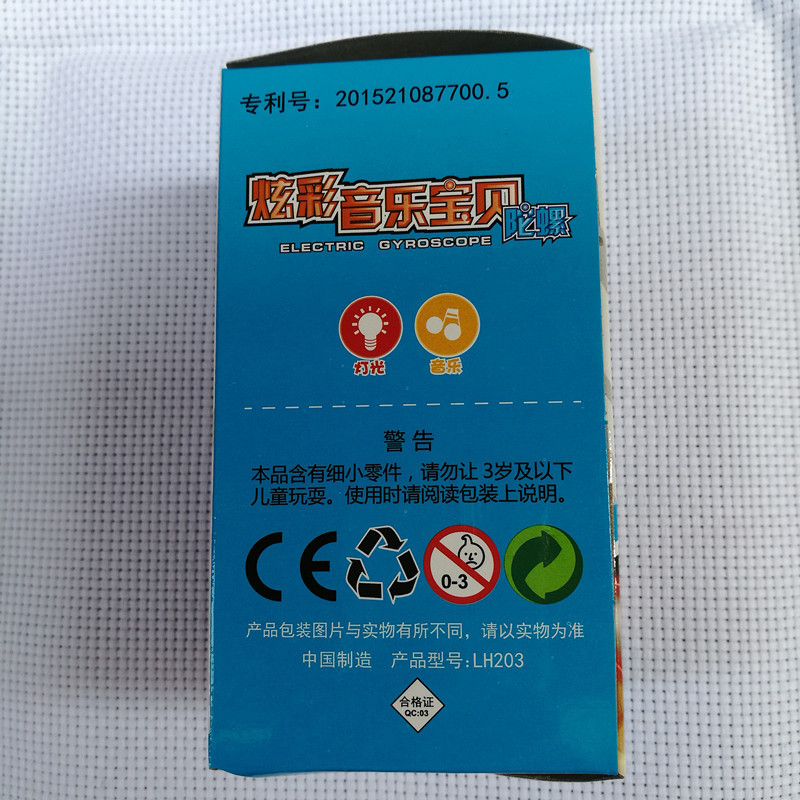 专利号：201521087700.5
炫彩音乐宝贝陀螺
ELECTRIC GYROSCOPE
灯光 音乐
警告
本品含有细小零件，请勿让3岁及以下
儿童玩耍。使用时请阅读包装上说明。
CE
0-3
产品包装图片与实物有所不同，请以实物为准
中国制造 产品型号:LH203
合格证
QC:03